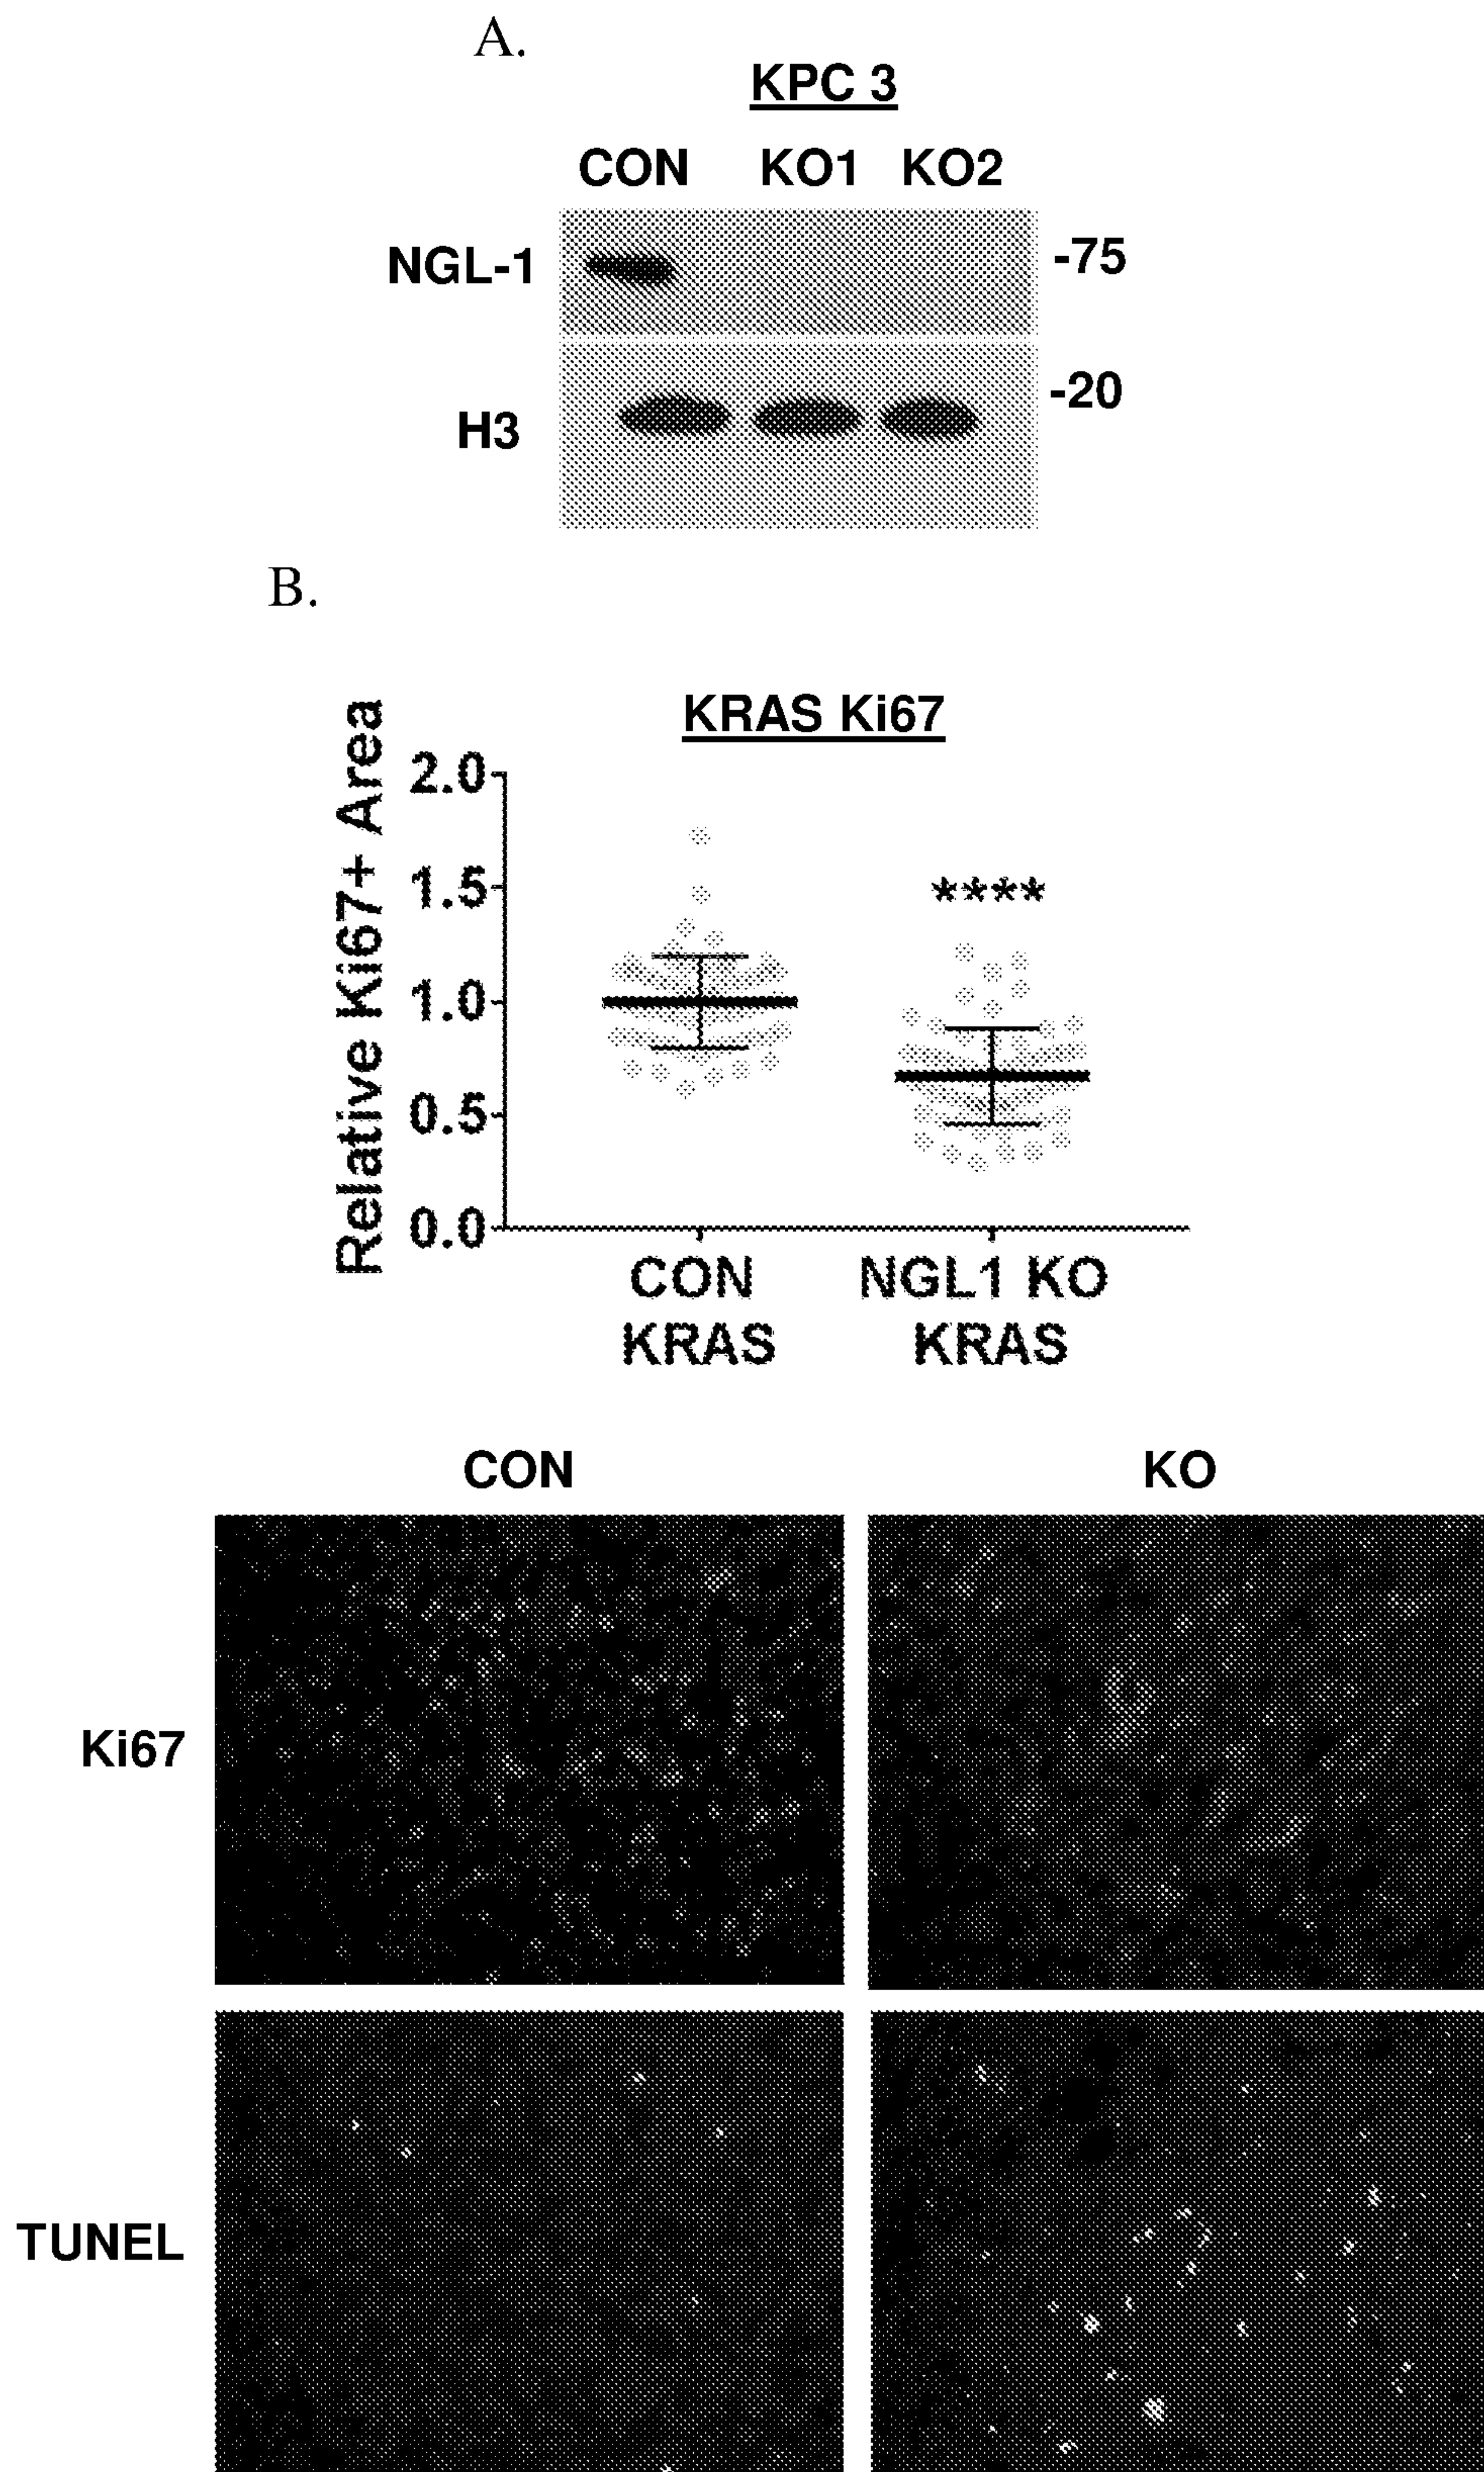 A.
KPC 3
CON KO1 KO2
NGL-1 -75
H3 -20
B.
KRAS Ki67
Relative Ki67+ Area
2.0
1.5
1.0
0.5
0.0
****
CON KRAS
NGL1 KO KRAS
CON KO
Ki67
TUNEL